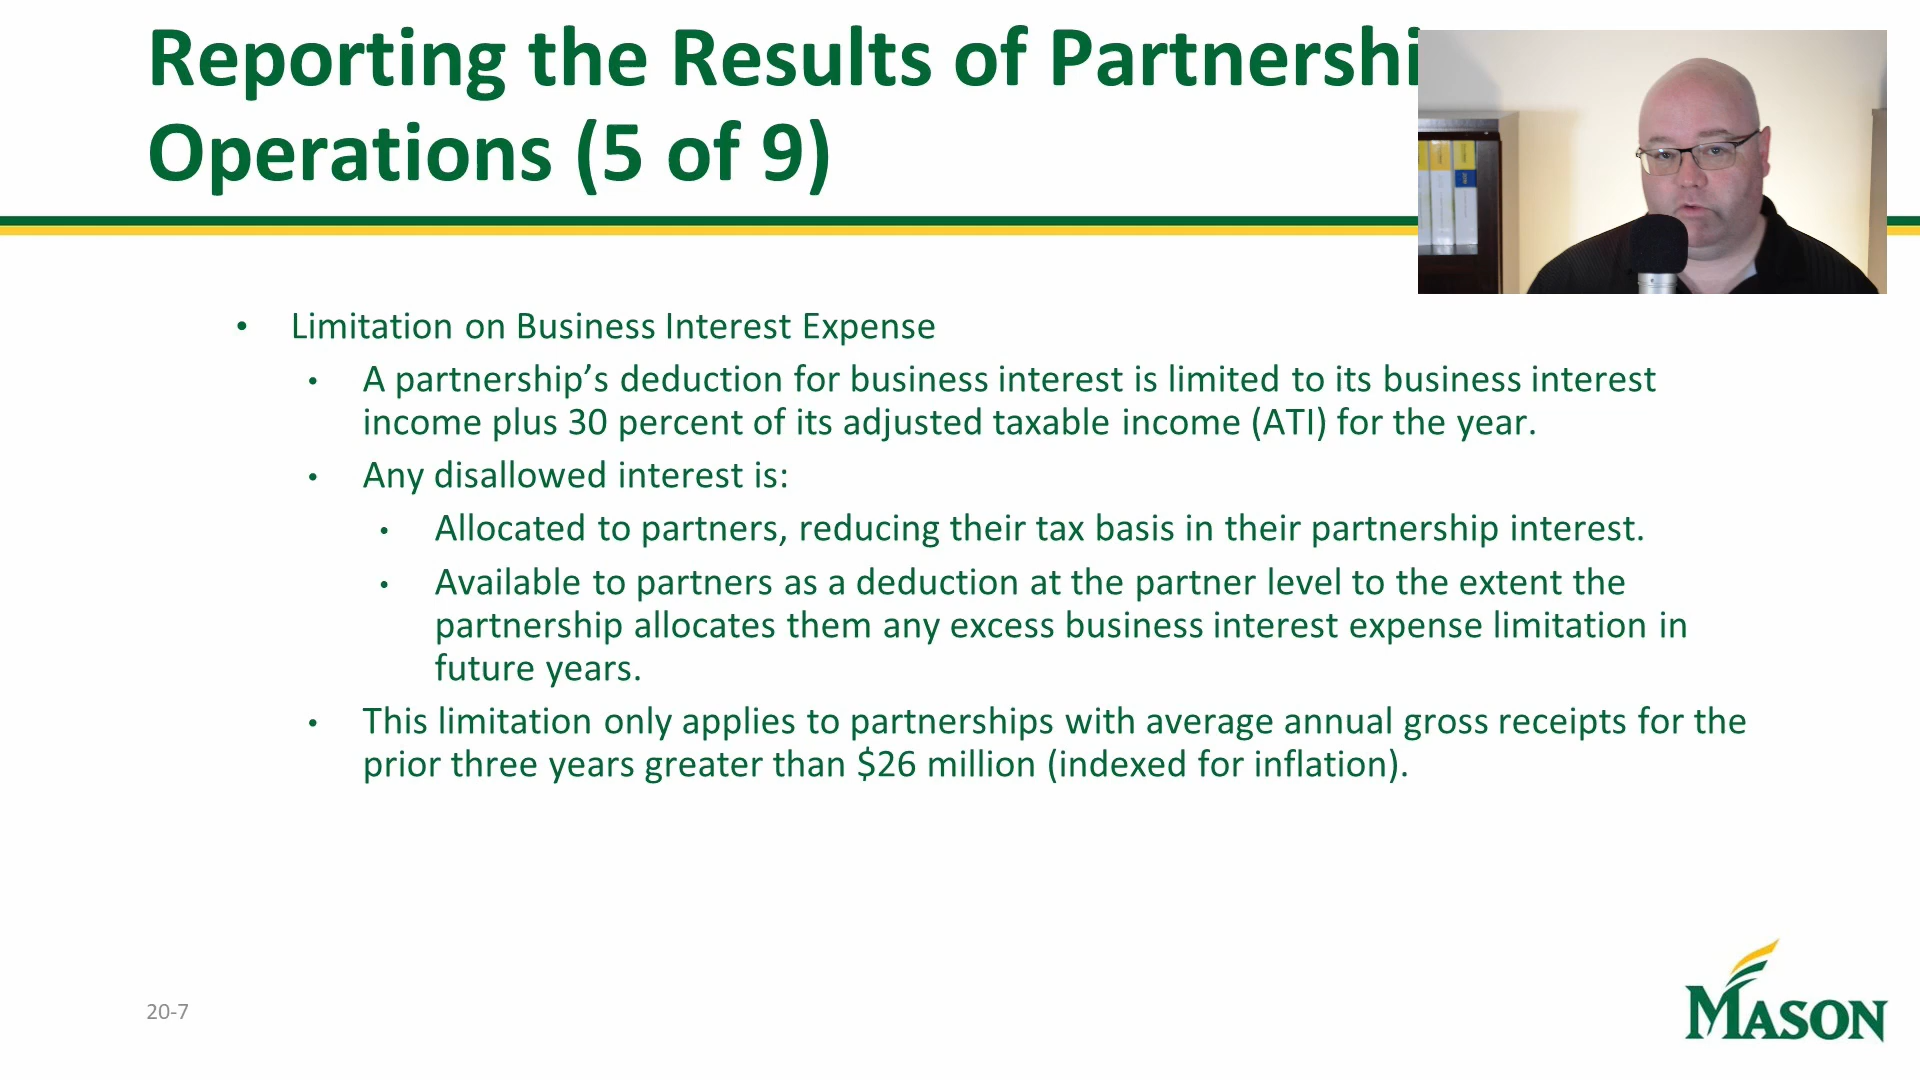 Reporting the Results of Partnershi
Operations (5 of 9)
• Limitation on Business Interest Expense
• A partnership’s deduction for business interest is limited to its business interest
income plus 30 percent of its adjusted taxable income (ATI) for the year.
• Any disallowed interest is:
• Allocated to partners, reducing their tax basis in their partnership interest.
• Available to partners as a deduction at the partner level to the extent the
partnership allocates them any excess business interest expense limitation in
future years.
• This limitation only applies to partnerships with average annual gross receipts for the
prior three years greater than $26 million (indexed for inflation).
20-7
MASON